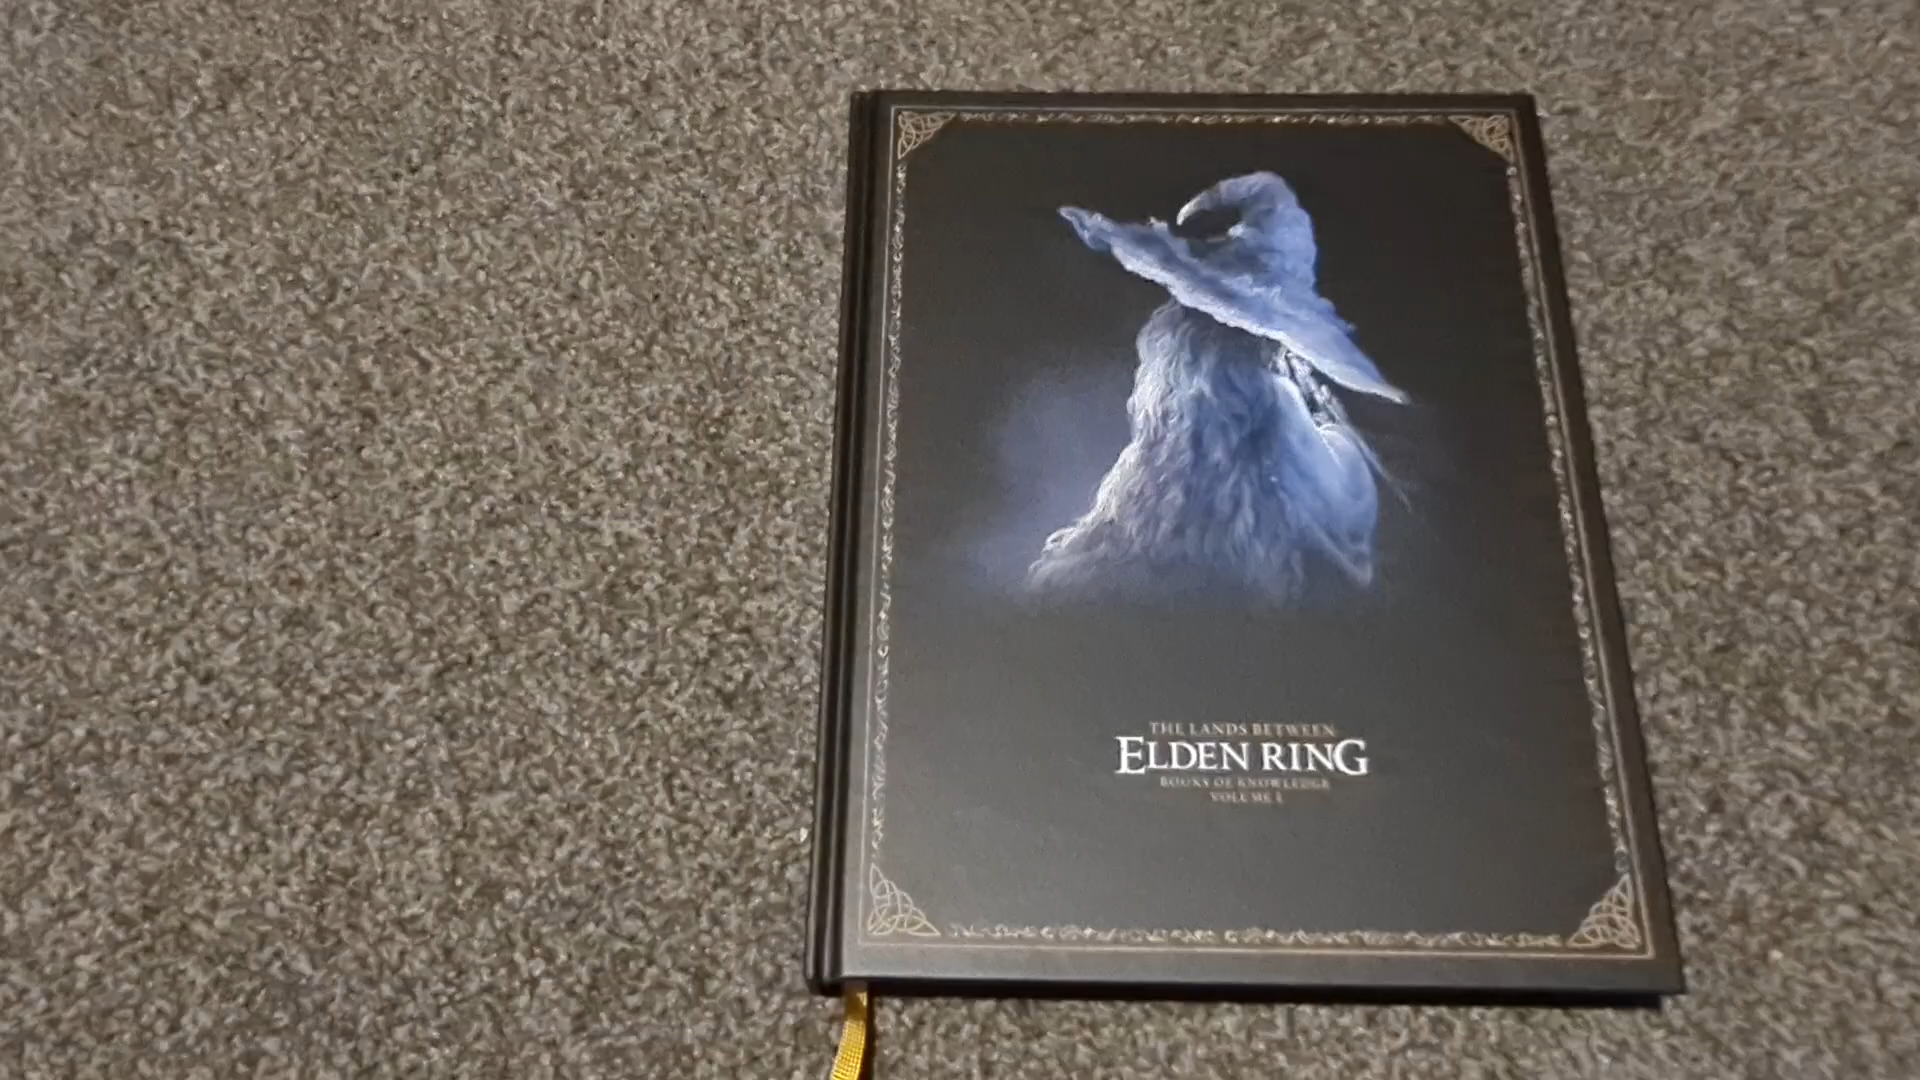 THE LANDS BETWEEN
ELDEN RING
BOOKS OF KNOWLEDGE
VOLUME I